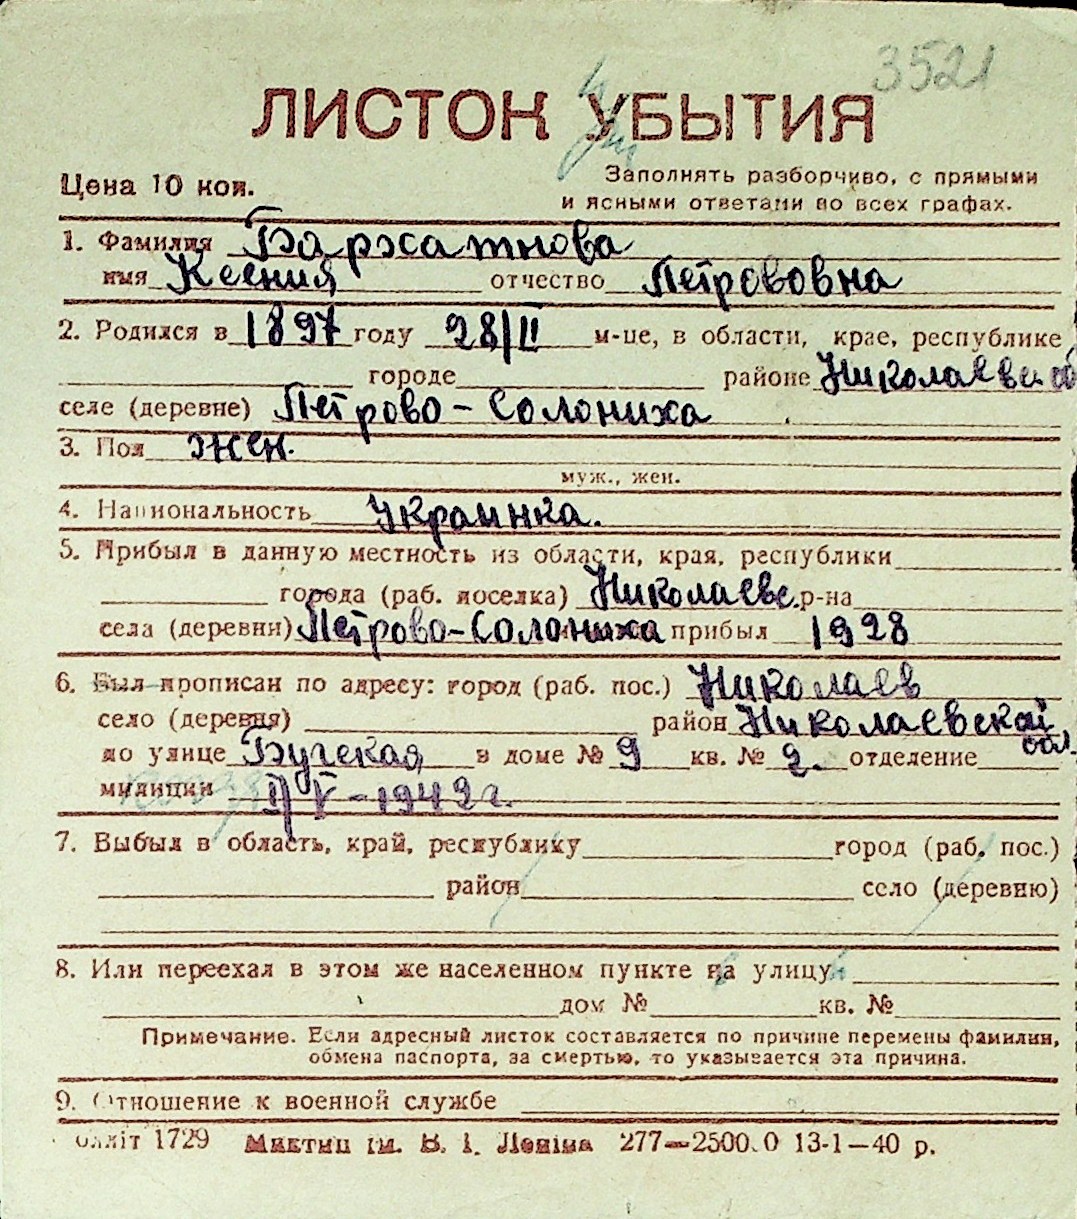 3521
ЛИСТОК УБЫТИЯ
Цена 10 коп.
Заполнять разборчиво, с прямыми
и ясными ответами во всех графах.
1. Фамилия Бархатнова
имя Ксения отчество Петрововна
2. Родился в 1897 году 28/II м-це, в области, крае, республике
городе районе Николаевск. об
селе (деревне) Петрово-Солониха
3. Пол жен.
муж., жен.
4. Национальность Украинка.
5. Прибыл в данную местность из области, края, республики
города (раб. поселка) Николаевс. р-на
села (деревни) Петрово-Солониха прибыл 1928
6. Был прописан по адресу: город (раб. пос.) Николаев
село (деревня) район Николаевской
обл.
по улице Бугская в доме № 9 кв. № 2. отделение
милиции V-1942г.
7. Выбыл в область, край, республику город (раб. пос.)
район село (деревню)
8. Или переехал в этом же населенном пункте на улицу
дом № кв. №
Примечание. Если адресный листок составляется по причине перемены фамилии,
обмена паспорта, за смертью, то указывается эта причина.
9. Отношение к военной службе
1729 ім. В. І. Леніна 277—2500.0 13-1—40 р.